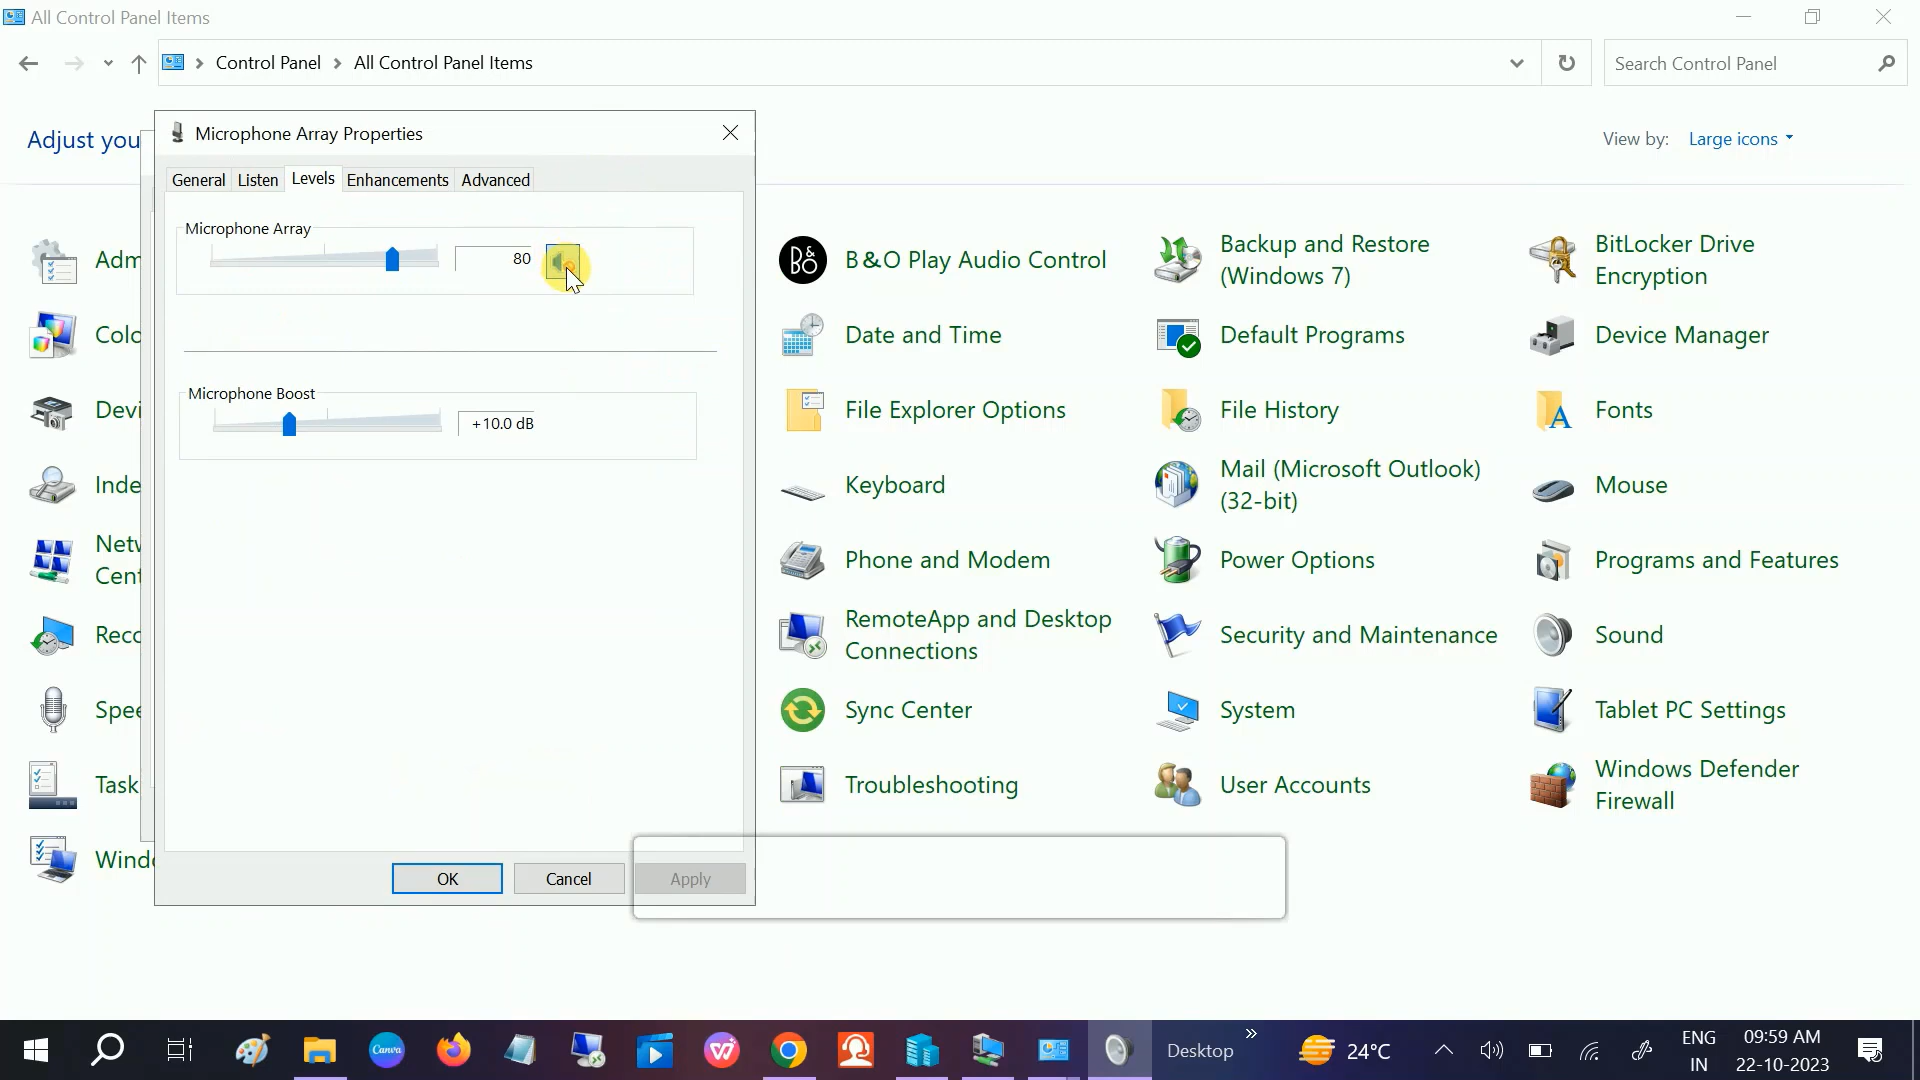 All Control Panel Items
Control Panel > All Control Panel Items
Search Control Panel
Adjust you
View by: Large icons
Microphone Array Properties
General Listen Levels Enhancements Advanced
Microphone Array
80
Microphone Boost
+10.0 dB
OK Cancel Apply
Adm
Colo
Devi
Inde
Netw
Cent
Reco
Spee
Task
Windo
B&O Play Audio Control
Backup and Restore
(Windows 7)
BitLocker Drive
Encryption
Date and Time
Default Programs
Device Manager
File Explorer Options
File History
Fonts
Keyboard
Mail (Microsoft Outlook)
(32-bit)
Mouse
Phone and Modem
Power Options
Programs and Features
RemoteApp and Desktop
Connections
Security and Maintenance
Sound
Sync Center
System
Tablet PC Settings
Troubleshooting
User Accounts
Windows Defender
Firewall
Canva
Desktop
24°C
ENG
IN
09:59 AM
22-10-2023